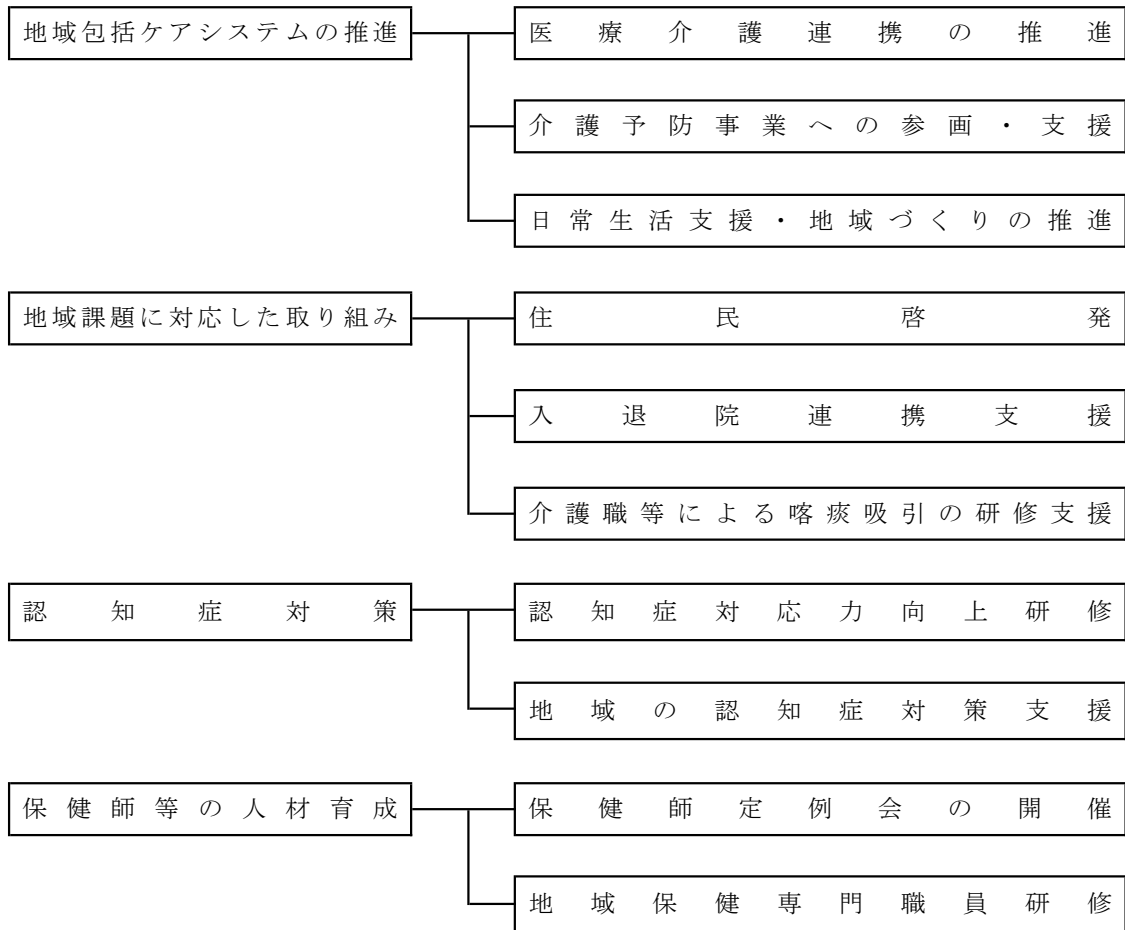 地域包括ケアシステムの推進
医療介護連携の推進
介護予防事業への参画・支援
日常生活支援・地域づくりの推進
地域課題に対応した取り組み
住民啓発
入退院連携支援
介護職等による喀痰吸引の研修支援
認知症対策
認知症対応力向上研修
地域の認知症対策支援
保健師等の人材育成
保健師定例会の開催
地域保健専門職員研修